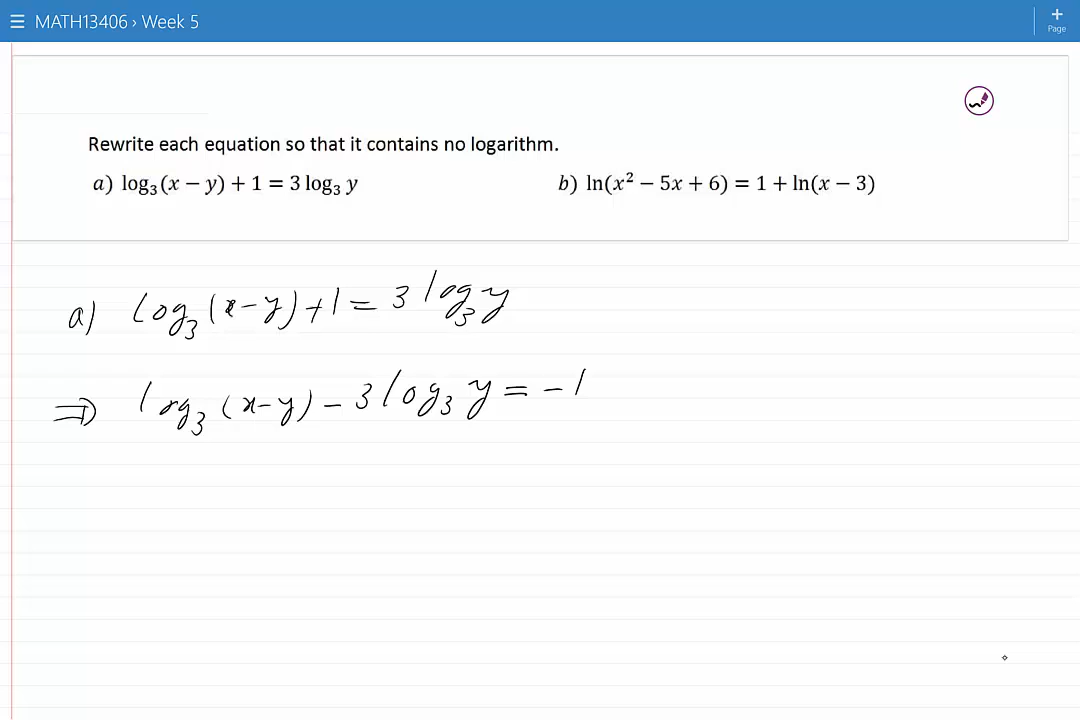 ☰ MATH13406 › Week 5
+ Page
Rewrite each equation so that it contains no logarithm.
a) log₃(x − y) + 1 = 3 log₃ y
b) ln(x² − 5x + 6) = 1 + ln(x − 3)
a) log₃(x-y)+1 = 3 log₃ y
⇒ log₃(x-y) - 3 log₃ y = -1